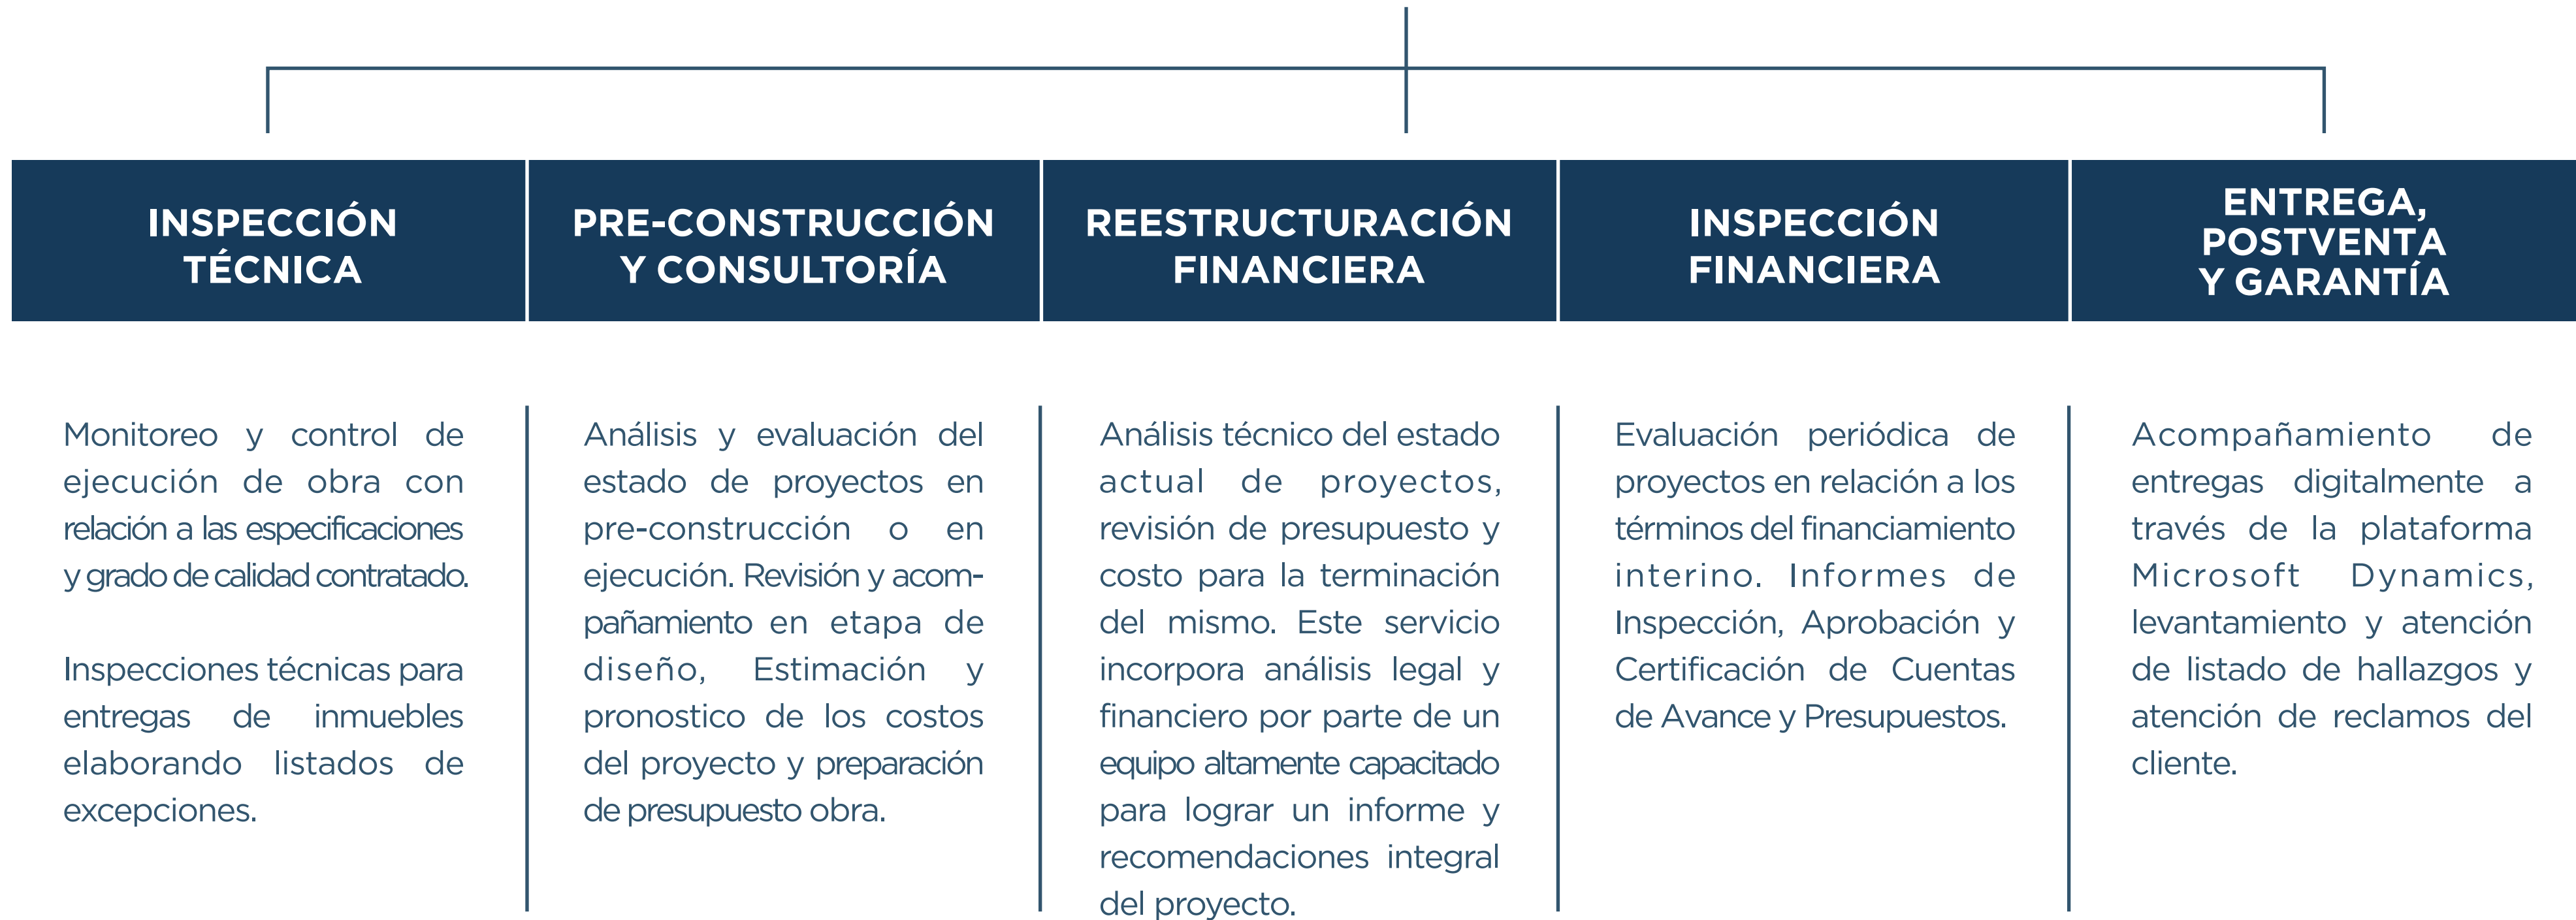 INSPECCIÓN
TÉCNICA
PRE-CONSTRUCCIÓN
Y CONSULTORÍA
REESTRUCTURACIÓN
FINANCIERA
INSPECCIÓN
FINANCIERA
ENTREGA,
POSTVENTA
Y GARANTÍA
Monitoreo y control de
ejecución de obra con
relación a las especificaciones
y grado de calidad contratado.
Inspecciones técnicas para
entregas de inmuebles
elaborando listados de
excepciones.
Análisis y evaluación del
estado de proyectos en
pre-construcción o en
ejecución. Revisión y acom-
pañamiento en etapa de
diseño, Estimación y
pronostico de los costos
del proyecto y preparación
de presupuesto obra.
Análisis técnico del estado
actual de proyectos,
revisión de presupuesto y
costo para la terminación
del mismo. Este servicio
incorpora análisis legal y
financiero por parte de un
equipo altamente capacitado
para lograr un informe y
recomendaciones integral
del proyecto.
Evaluación periódica de
proyectos en relación a los
términos del financiamiento
interino. Informes de
Inspección, Aprobación y
Certificación de Cuentas
de Avance y Presupuestos.
Acompañamiento de
entregas digitalmente a
través de la plataforma
Microsoft Dynamics,
levantamiento y atención
de listado de hallazgos y
atención de reclamos del
cliente.